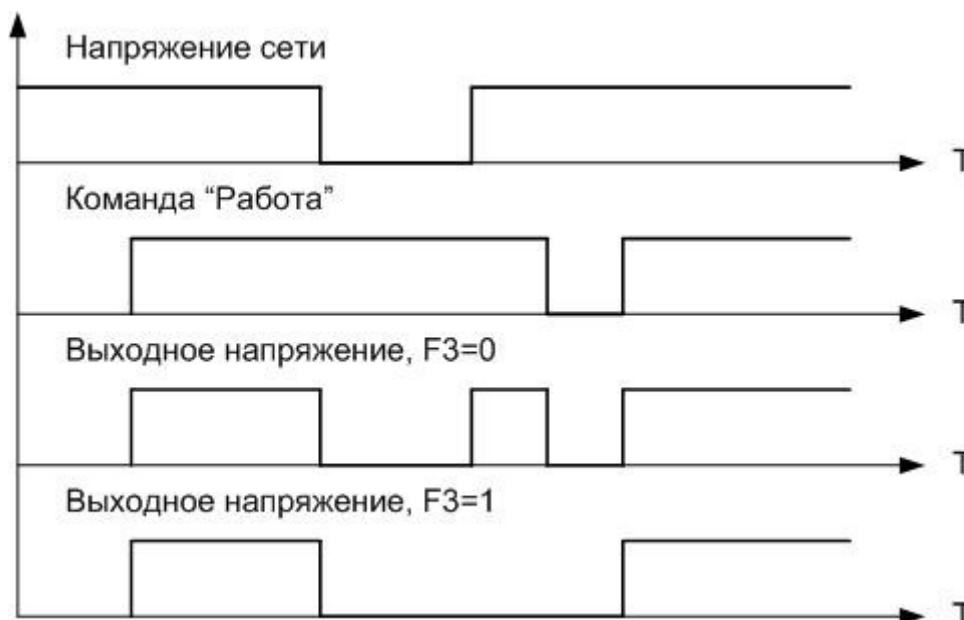 Напряжение сети
T
Команда “Работа”
T
Выходное напряжение, F3=0
T
Выходное напряжение, F3=1
T